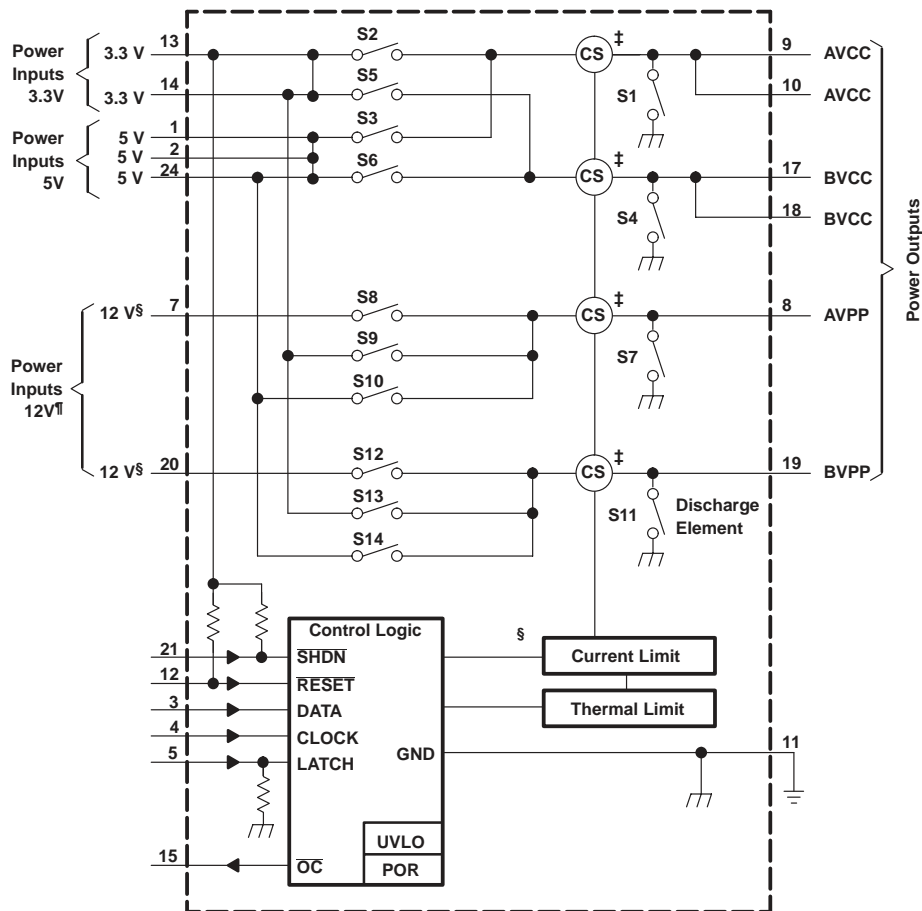 Power
Inputs
3.3V
13
3.3 V
14
3.3 V
Power
Inputs
5V
1
5 V
2
5 V
24
5 V
S2
S5
S3
S6
CS
‡
S1
CS
‡
S4
9
AVCC
10
AVCC
17
BVCC
18
BVCC
Power Outputs
Power
Inputs
12V¶
12 V§
7
S8
S9
S10
CS
‡
S7
8
AVPP
12 V§
20
S12
S13
S14
CS
‡
S11
Discharge
Element
19
BVPP
Control Logic
21
SHDN
12
RESET
3
DATA
4
CLOCK
5
LATCH
GND
15
OC
UVLO
POR
§
Current Limit
Thermal Limit
11